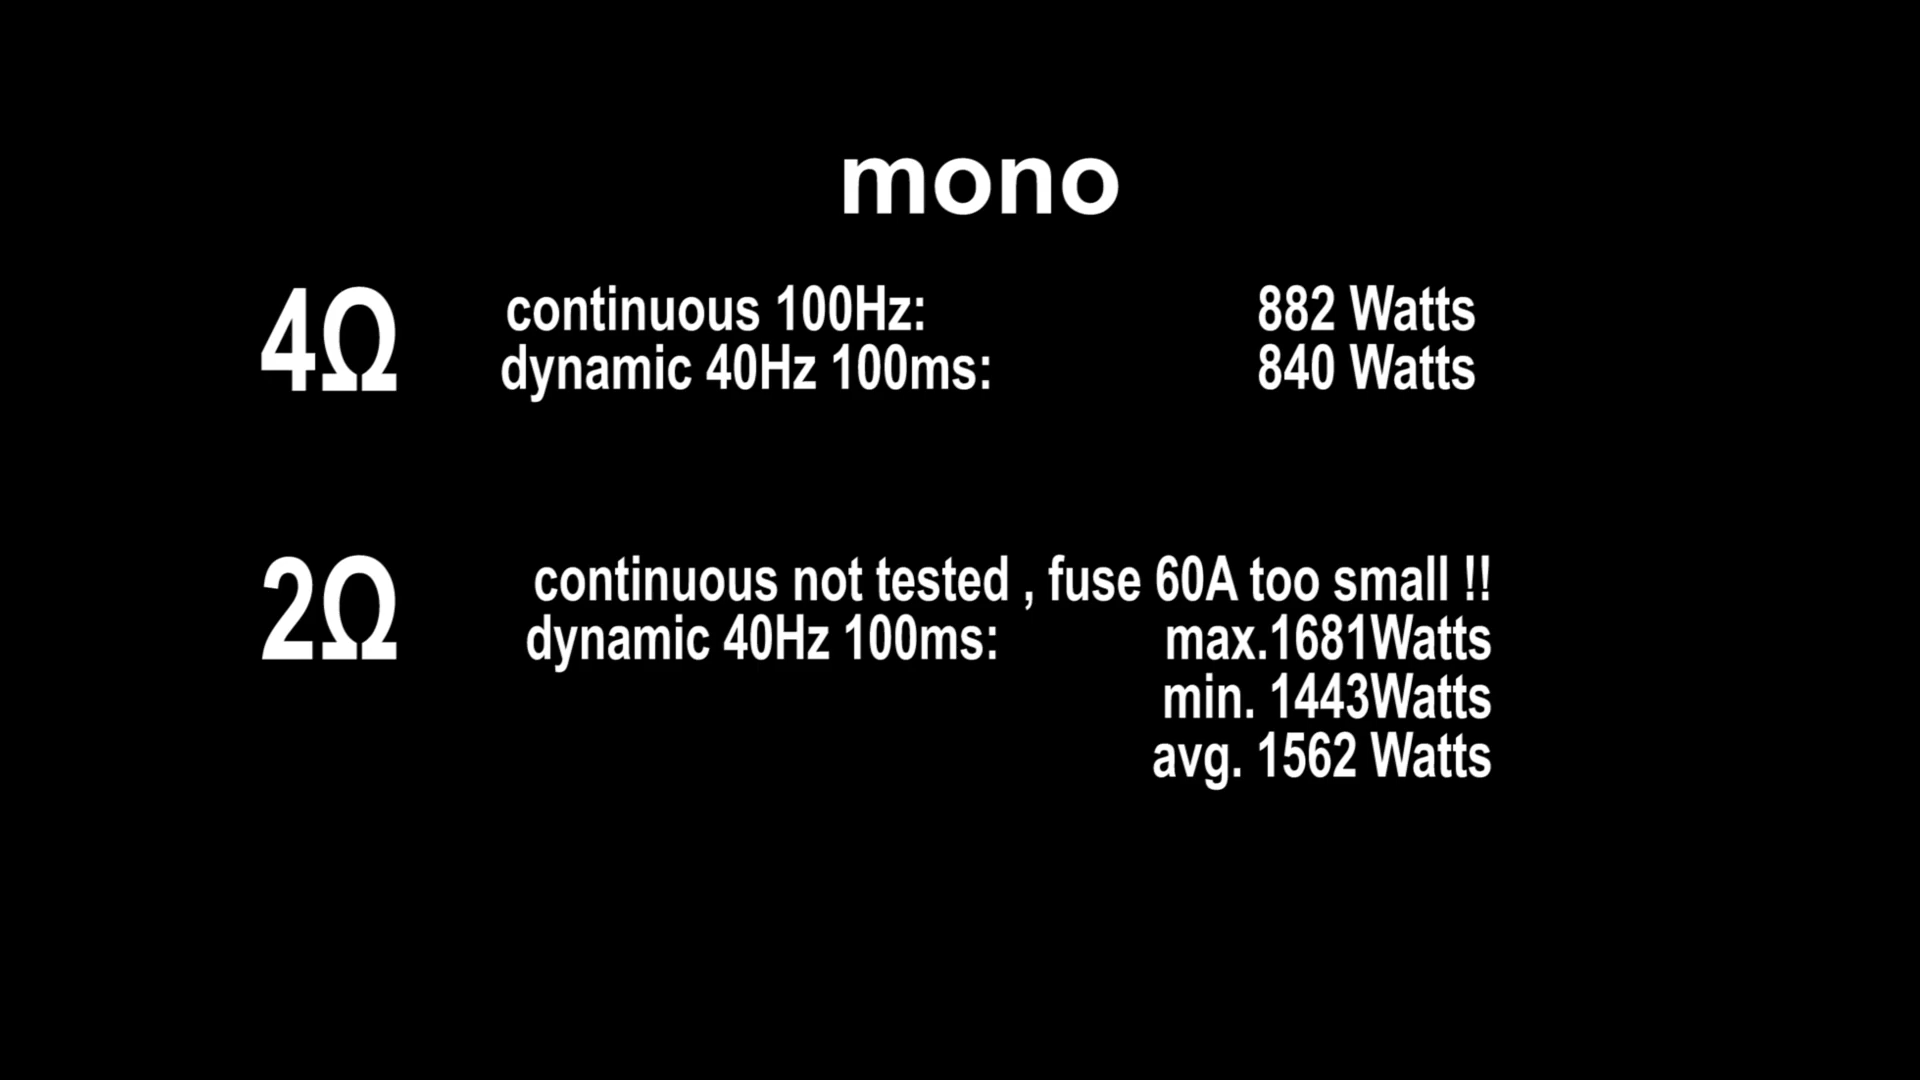 mono
4Ω continuous 100Hz: 882 Watts
dynamic 40Hz 100ms: 840 Watts
2Ω continuous not tested , fuse 60A too small !!
dynamic 40Hz 100ms: max.1681Watts
min. 1443Watts
avg. 1562 Watts